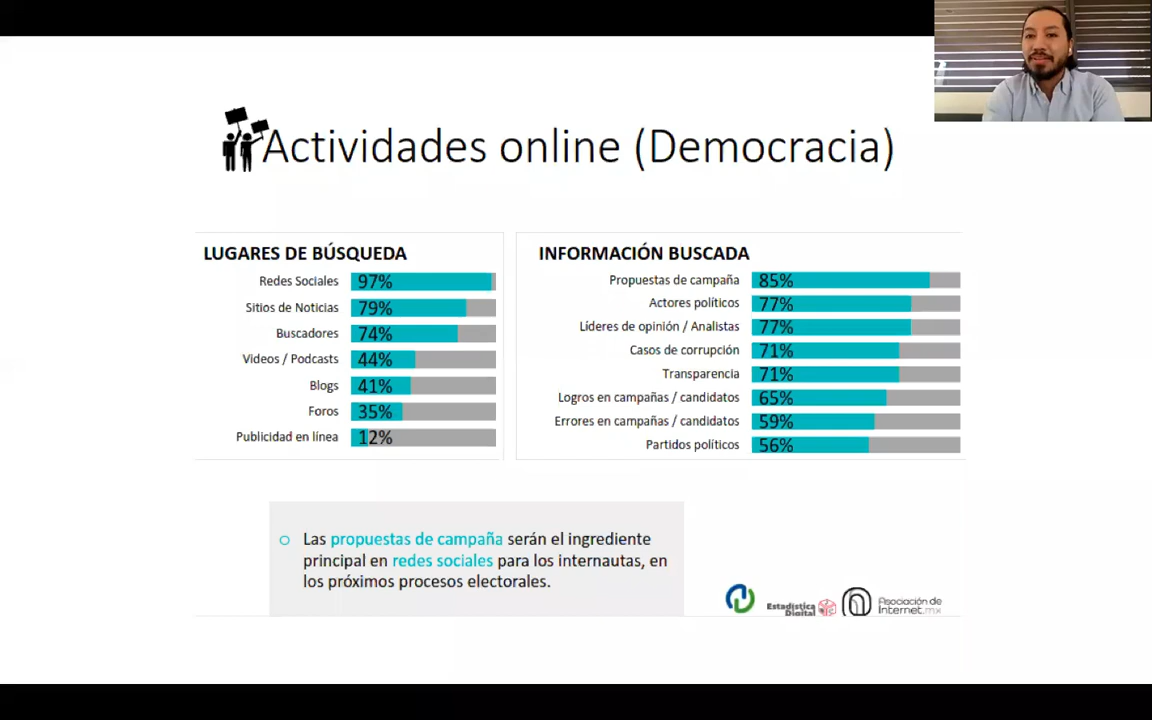 Actividades online (Democracia)
LUGARES DE BÚSQUEDA
Redes Sociales 97%
Sitios de Noticias 79%
Buscadores 74%
Videos / Podcasts 44%
Blogs 41%
Foros 35%
Publicidad en línea 12%
INFORMACIÓN BUSCADA
Propuestas de campaña 85%
Actores políticos 77%
Líderes de opinión / Analistas 77%
Casos de corrupción 71%
Transparencia 71%
Logros en campañas / candidatos 65%
Errores en campañas / candidatos 59%
Partidos políticos 56%
Las propuestas de campaña serán el ingrediente
principal en redes sociales para los internautas, en
los próximos procesos electorales.
Estadística
Digital
Asociación de
Internet.mx